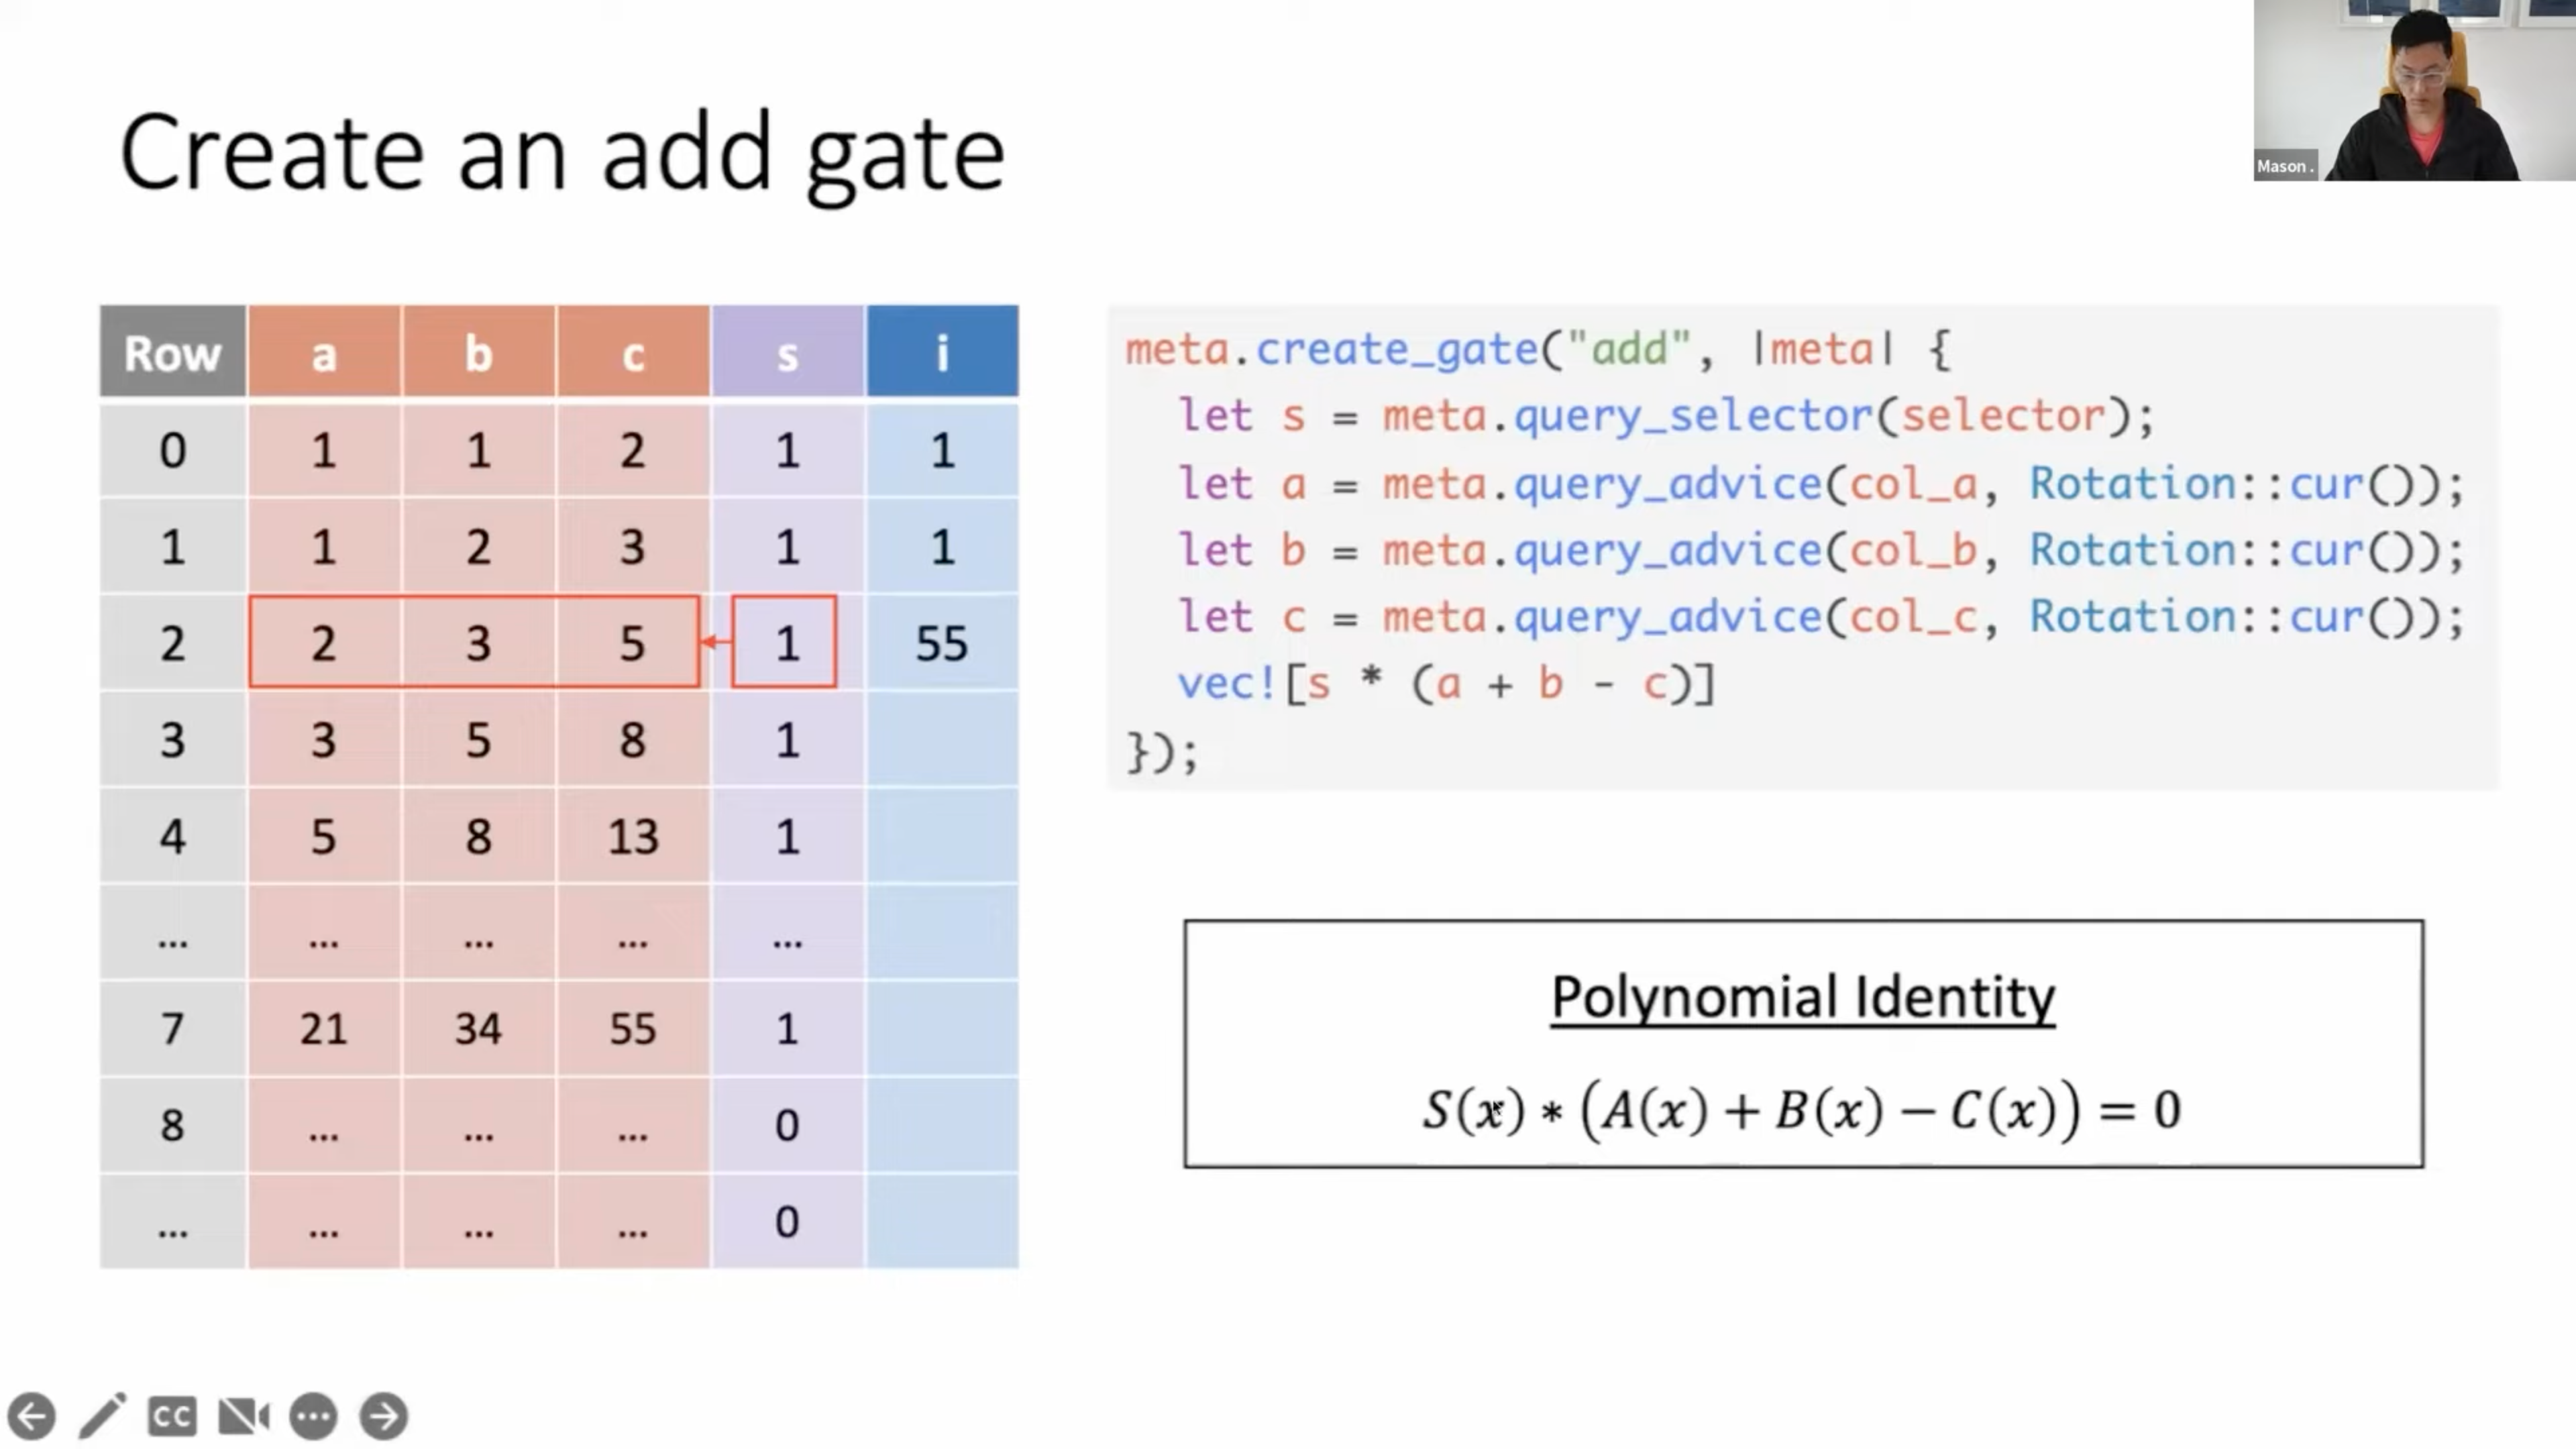 Create an add gate
Mason .
Row a b c s i
0 1 1 2 1 1
1 1 2 3 1 1
2 2 3 5 1 55
3 3 5 8 1
4 5 8 13 1
... ... ... ... ...
7 21 34 55 1
8 ... ... ... 0
... ... ... ... 0
meta.create_gate("add", |meta| {
let s = meta.query_selector(selector);
let a = meta.query_advice(col_a, Rotation::cur());
let b = meta.query_advice(col_b, Rotation::cur());
let c = meta.query_advice(col_c, Rotation::cur());
vec![s * (a + b - c)]
});
Polynomial Identity
S(x) * (A(x) + B(x) − C(x)) = 0
CC